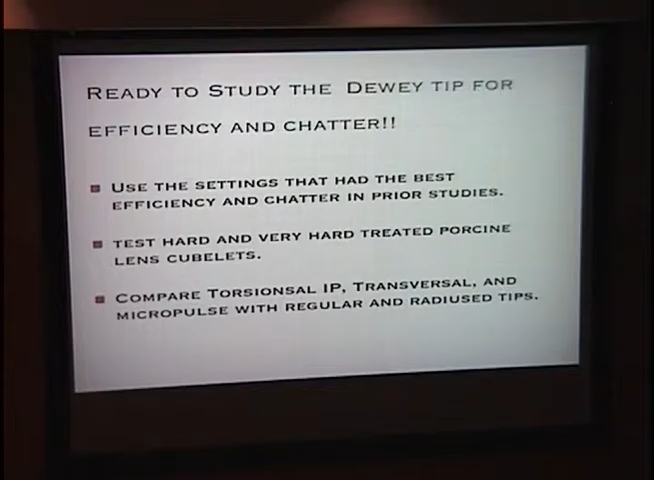 Ready to Study the Dewey tip for
efficiency and chatter!!
Use the settings that had the best
efficiency and chatter in prior studies.
test hard and very hard treated porcine
lens cubelets.
Compare Torsionsal IP, Transversal, and
micropulse with regular and radiused tips.